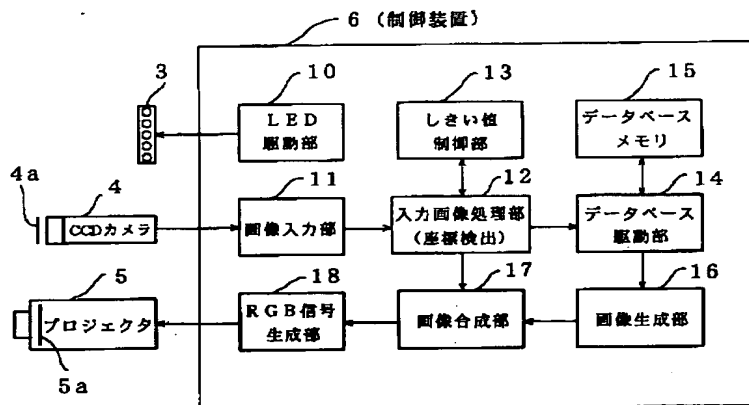 6 (制御装置)
3
10
LED
駆動部
13
しきい値
制御部
15
データベース
メモリ
4a
4
CCDカメラ
11
画像入力部
12
入力画像処理部
(座標検出)
14
データベース
駆動部
5
プロジェクタ
5a
18
RGB信号
生成部
17
画像合成部
16
画像生成部